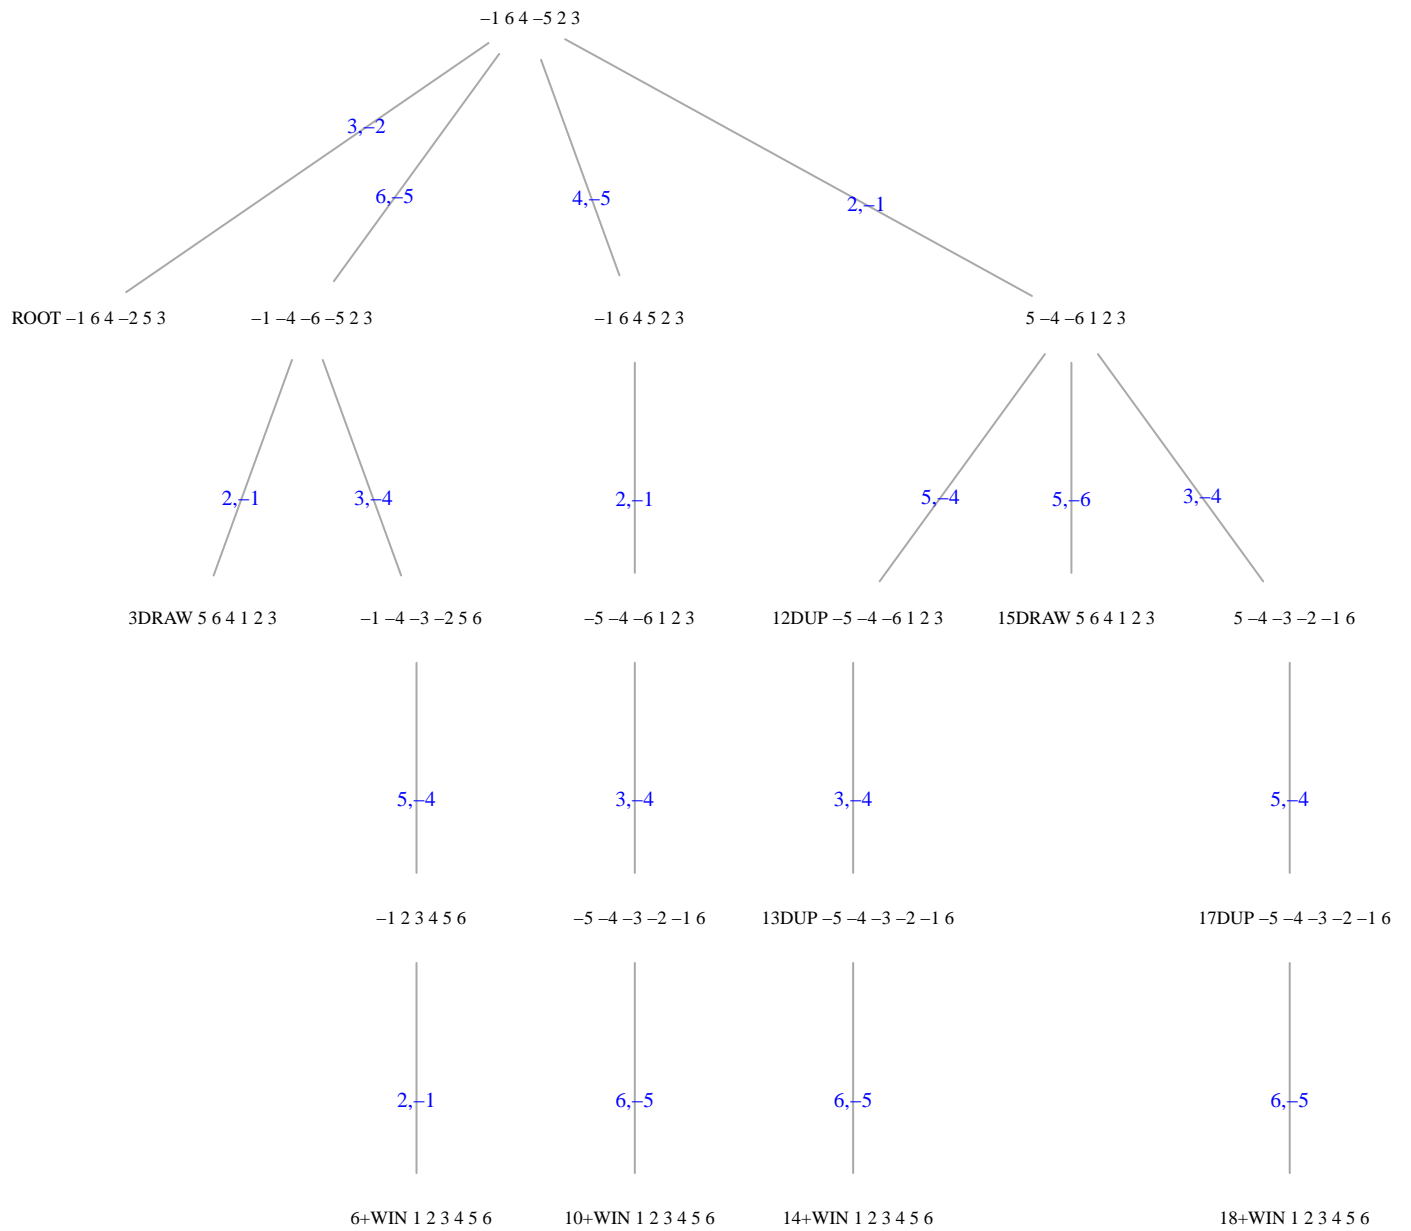 –1 6 4 –5 2 3
3,–2
6,–5
4,–5
2,–1
ROOT –1 6 4 –2 5 3
–1 –4 –6 –5 2 3
–1 6 4 5 2 3
5 –4 –6 1 2 3
2,–1
3,–4
2,–1
5,–4
5,–6
3,–4
3DRAW 5 6 4 1 2 3
–1 –4 –3 –2 5 6
–5 –4 –6 1 2 3
12DUP –5 –4 –6 1 2 3
15DRAW 5 6 4 1 2 3
5 –4 –3 –2 –1 6
5,–4
3,–4
3,–4
5,–4
–1 2 3 4 5 6
–5 –4 –3 –2 –1 6
13DUP –5 –4 –3 –2 –1 6
17DUP –5 –4 –3 –2 –1 6
2,–1
6,–5
6,–5
6,–5
6+WIN 1 2 3 4 5 6
10+WIN 1 2 3 4 5 6
14+WIN 1 2 3 4 5 6
18+WIN 1 2 3 4 5 6